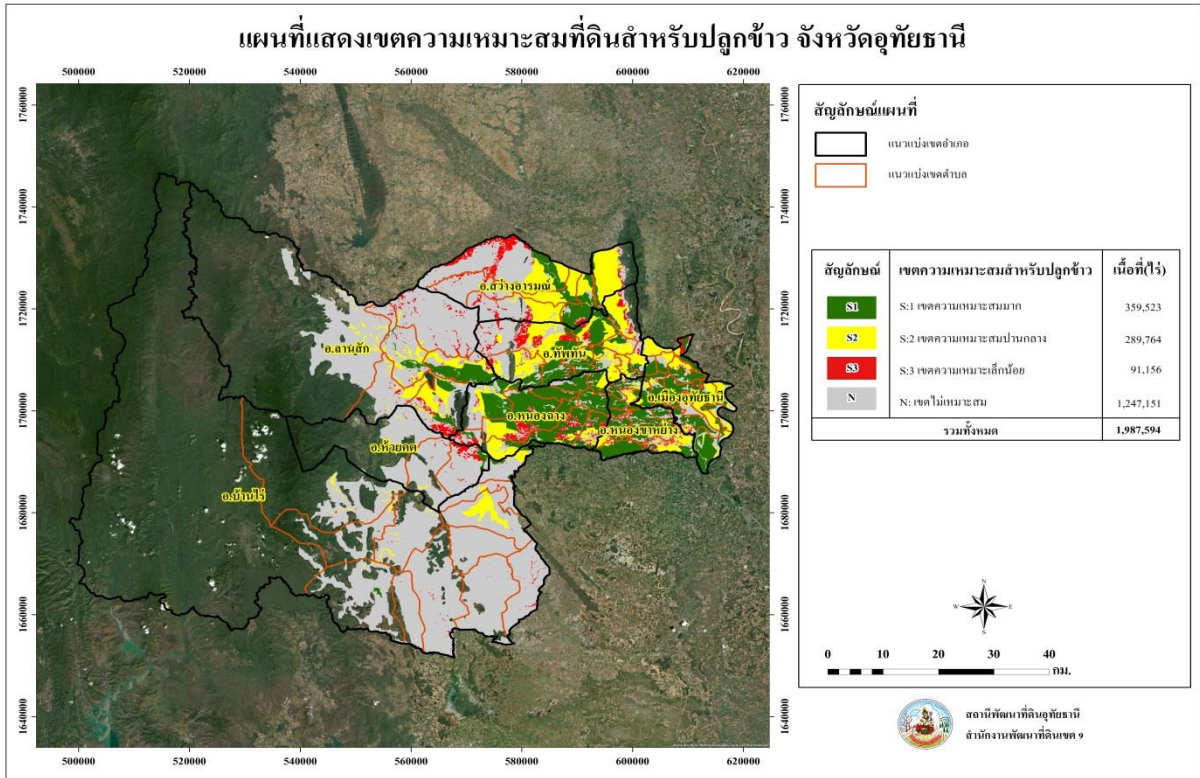 แผนที่แสดงเขตความเหมาะสมที่ดินสำหรับปลูกข้าว จังหวัดอุทัยธานี
500000 520000 540000 560000 580000 600000 620000
1760000 1760000
1740000 1740000
1720000 1720000
1700000 1700000
1680000 1680000
1660000 1660000
1640000 1640000
อ.สว่างอารมณ์
อ.ลานสัก
อ.ทัพทัน
อ.เมืองอุทัยธานี
อ.หนองฉาง
อ.หนองขาหย่าง
อ.ห้วยคต
อ.บ้านไร่
500000 520000 540000 560000 580000 600000 620000
สัญลักษณ์แผนที่
แนวแบ่งเขตอำเภอ
แนวแบ่งเขตตำบล
สัญลักษณ์ เขตความเหมาะสมสำหรับปลูกข้าว เนื้อที่(ไร่)
S1 S:1 เขตความเหมาะสมมาก 359,523
S2 S:2 เขตความเหมาะสมปานกลาง 289,764
S3 S:3 เขตความเหมาะเล็กน้อย 91,156
N N: เขตไม่เหมาะสม 1,247,151
รวมทั้งหมด 1,987,594
N
W E
S
0 10 20 30 40
กม.
สถานีพัฒนาที่ดินอุทัยธานี
สำนักงานพัฒนาที่ดินเขต 9